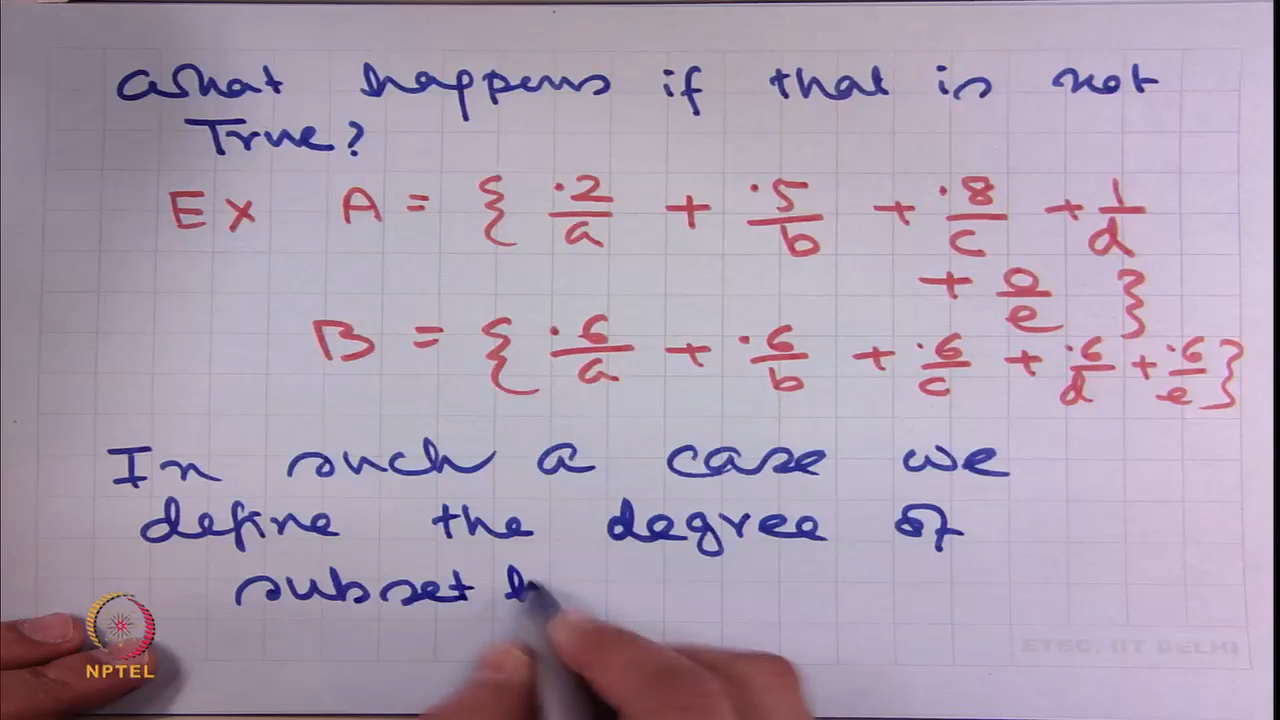 What happens if that is not
True?
Ex A = { .2/a + .5/b + .8/c + 1/d
+ 0/e }
B = { .6/a + .6/b + .6/c + .6/d + .6/e }
In such a case we
define the degree of
subset h
NPTEL
ETSC, IIT DELHI